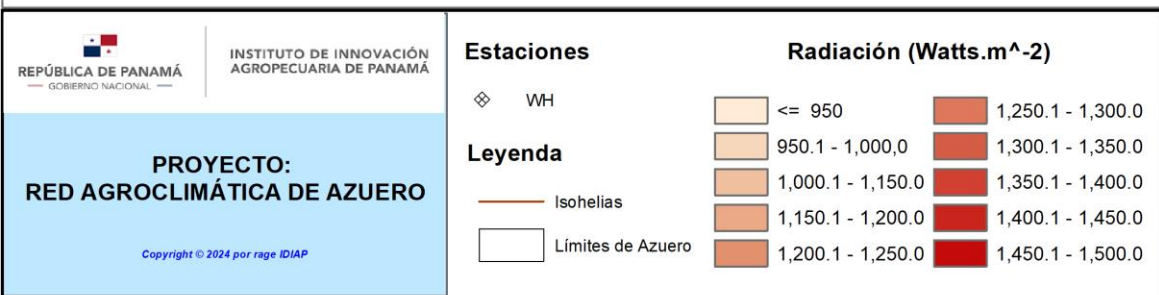 REPÚBLICA DE PANAMÁ
GOBIERNO NACIONAL
INSTITUTO DE INNOVACIÓN
AGROPECUARIA DE PANAMÁ
PROYECTO:
RED AGROCLIMÁTICA DE AZUERO
Copyright © 2024 por rage IDIAP
Estaciones
WH
Leyenda
Isohelias
Límites de Azuero
Radiación (Watts.m^-2)
<= 950
950.1 - 1,000,0
1,000.1 - 1,150.0
1,150.1 - 1,200.0
1,200.1 - 1,250.0
1,250.1 - 1,300.0
1,300.1 - 1,350.0
1,350.1 - 1,400.0
1,400.1 - 1,450.0
1,450.1 - 1,500.0